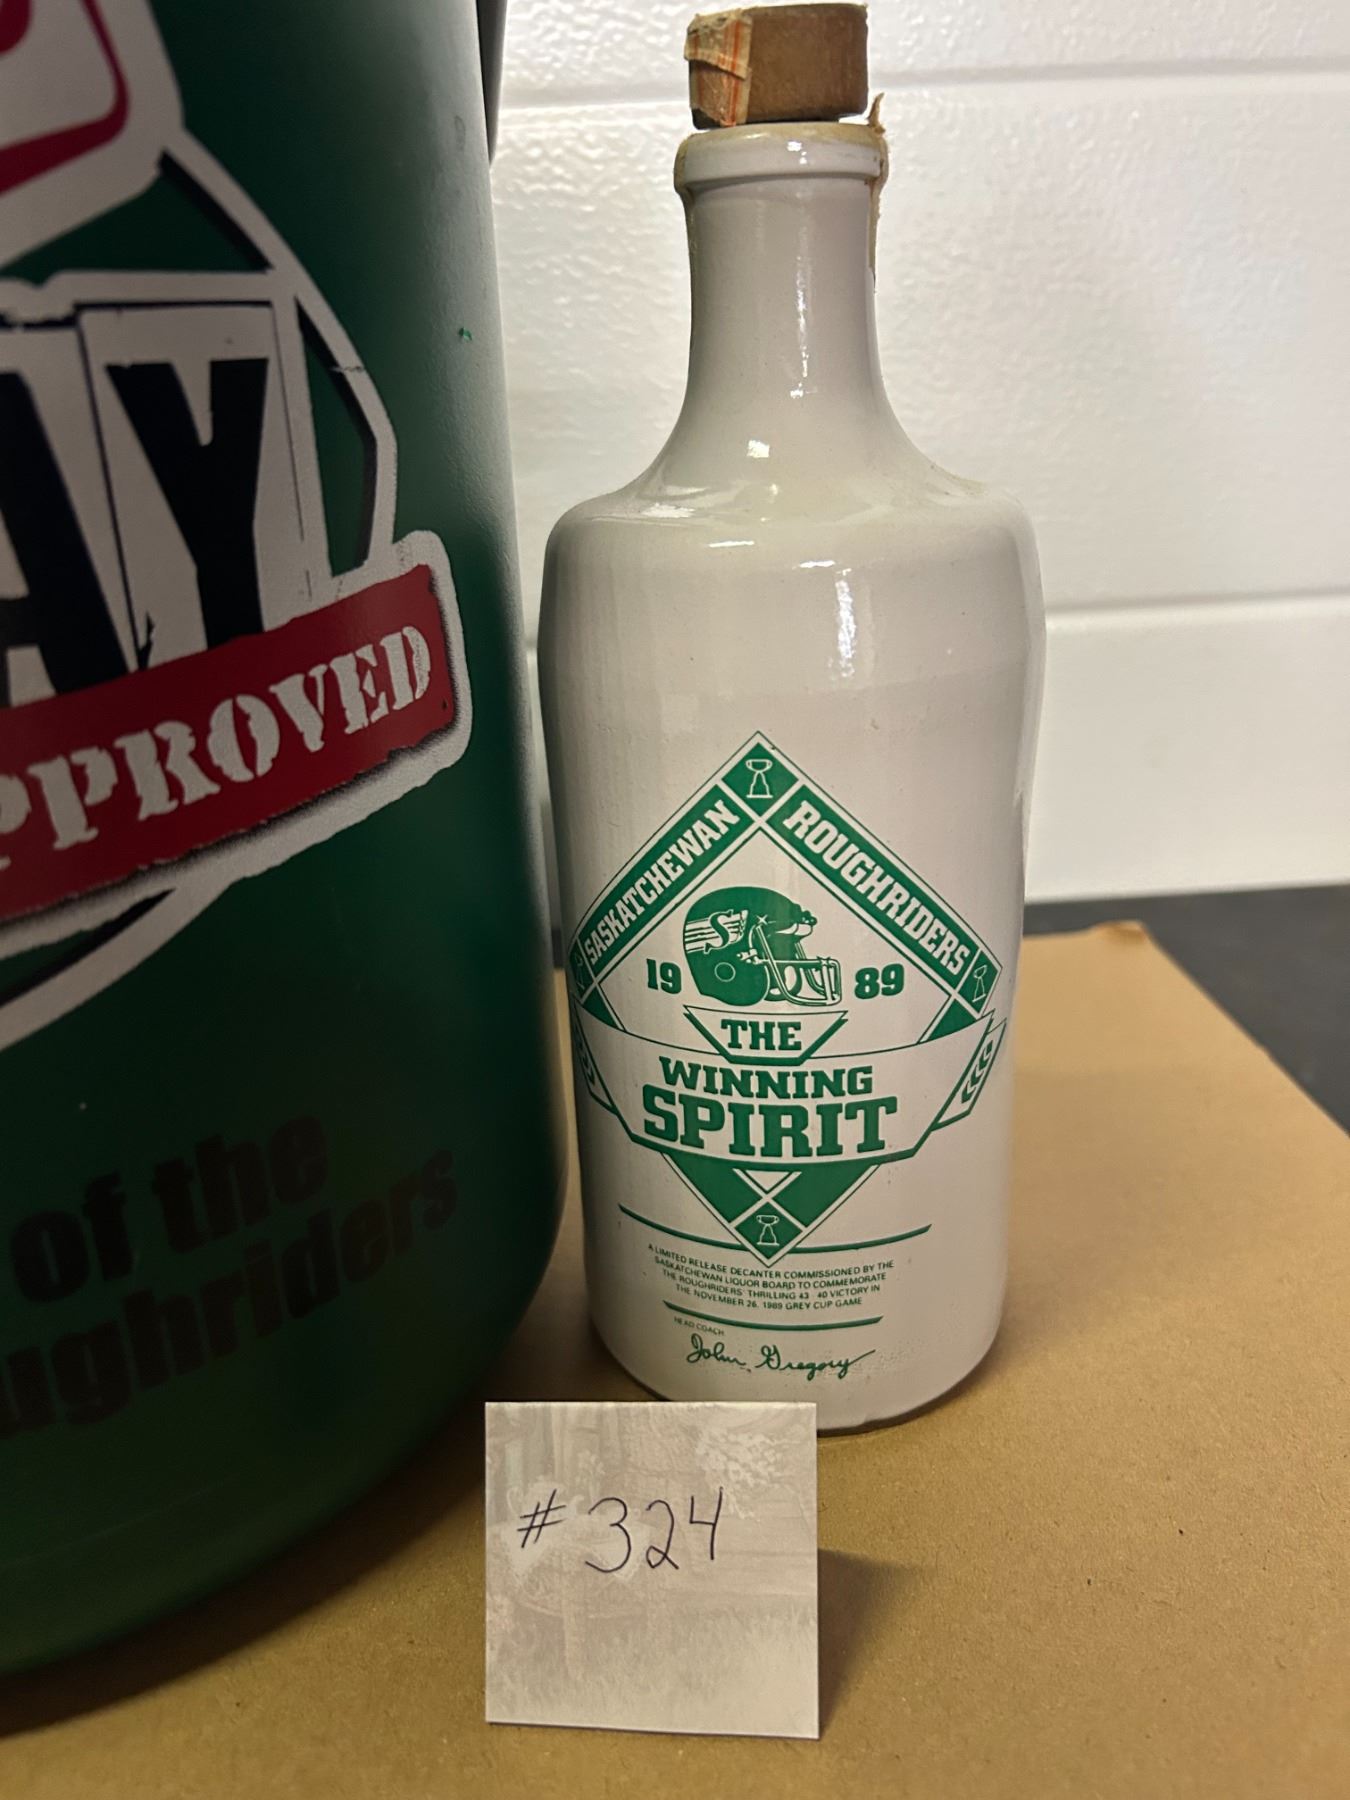 AY
APPROVED
of the
ughriders
SASKATCHEWAN
ROUGHRIDERS
S
19 89
THE
WINNING
SPIRIT
A LIMITED RELEASE DECANTER COMMISSIONED BY THE
SASKATCHEWAN LIQUOR BOARD TO COMMEMORATE
THE ROUGHRIDERS' THRILLING 43 - 40 VICTORY IN
THE NOVEMBER 26, 1989 GREY CUP GAME
HEAD COACH
John Gregory
#324